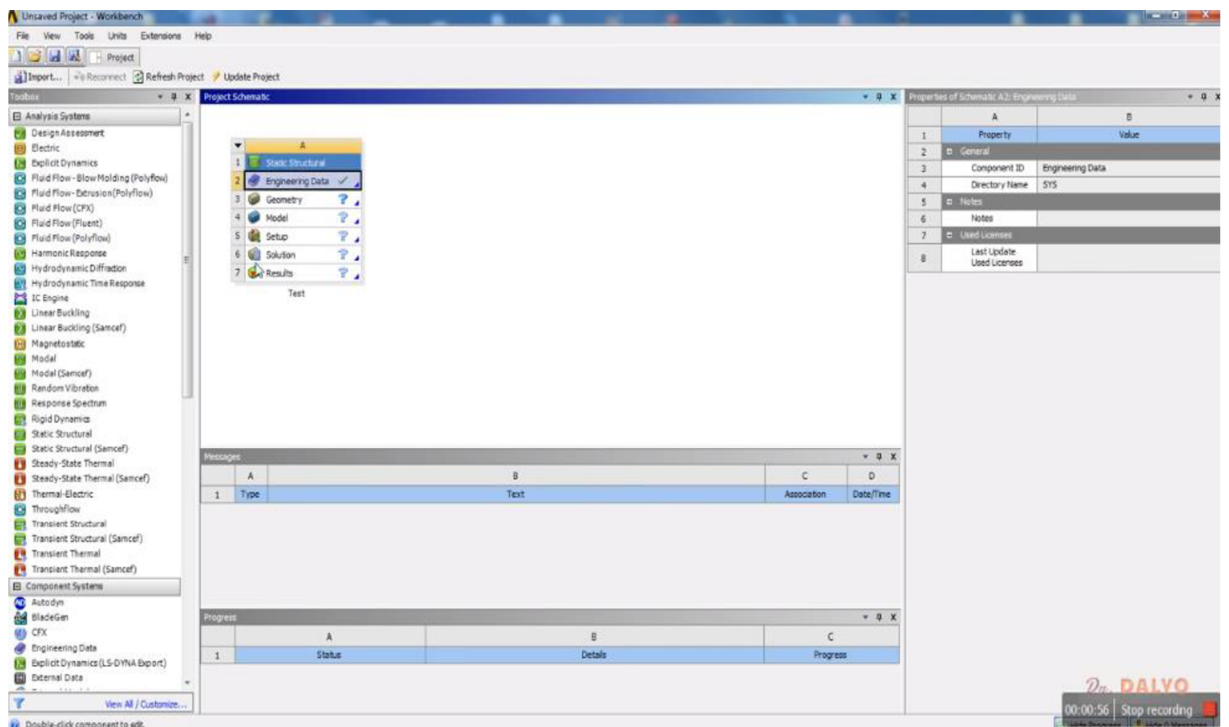 Unsaved Project - Workbench
File View Tools Units Extensions Help
Project
Import... Reconnect Refresh Project Update Project
Toolbox
Analysis Systems
Design Assessment
Electric
Explicit Dynamics
Fluid Flow - Blow Molding (Polyflow)
Fluid Flow - Extrusion (Polyflow)
Fluid Flow (CFX)
Fluid Flow (Fluent)
Fluid Flow (Polyflow)
Harmonic Response
Hydrodynamic Diffraction
Hydrodynamic Time Response
IC Engine
Linear Buckling
Linear Buckling (Samcef)
Magnetostatic
Modal
Modal (Samcef)
Random Vibration
Response Spectrum
Rigid Dynamics
Static Structural
Static Structural (Samcef)
Steady-State Thermal
Steady-State Thermal (Samcef)
Thermal-Electric
Throughflow
Transient Structural
Transient Structural (Samcef)
Transient Thermal
Transient Thermal (Samcef)
Component Systems
Autodyn
BladeGen
CFX
Engineering Data
Explicit Dynamics (LS-DYNA Export)
External Data
View All / Customize...
Double-click component to edit.
Project Schematic
A
1 Static Structural
2 Engineering Data
3 Geometry ?
4 Model ?
5 Setup ?
6 Solution ?
7 Results ?
Test
Messages
A B C D
1 Type Text Association Date/Time
Progress
A B C
1 Status Details Progress
Properties of Schematic A2: Engineering Data
A B
1 Property Value
2 General
3 Component ID Engineering Data
4 Directory Name SYS
5 Notes
6 Notes
7 Used Licenses
8 Last Update
Used Licenses
Dr. DALYO
00:00:56 Stop recording
Hide Progress Hide 0 Messages